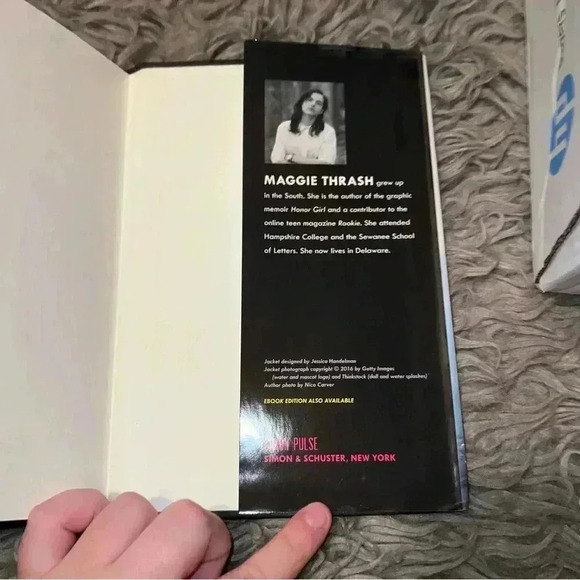 MAGGIE THRASH grew up
in the South. She is the author of the graphic
memoir Honor Girl and a contributor to the
online teen magazine Rookie. She attended
Hampshire College and the Sewanee School
of Letters. She now lives in Delaware.
Jacket designed by Jessica Handelman
Jacket photograph copyright © 2016 by Getty Images
(water and mascot logo) and Thinkstock (doll and water splashes)
Author photo by Nico Carver
EBOOK EDITION ALSO AVAILABLE
PULSE
SIMON & SCHUSTER, NEW YORK
hp